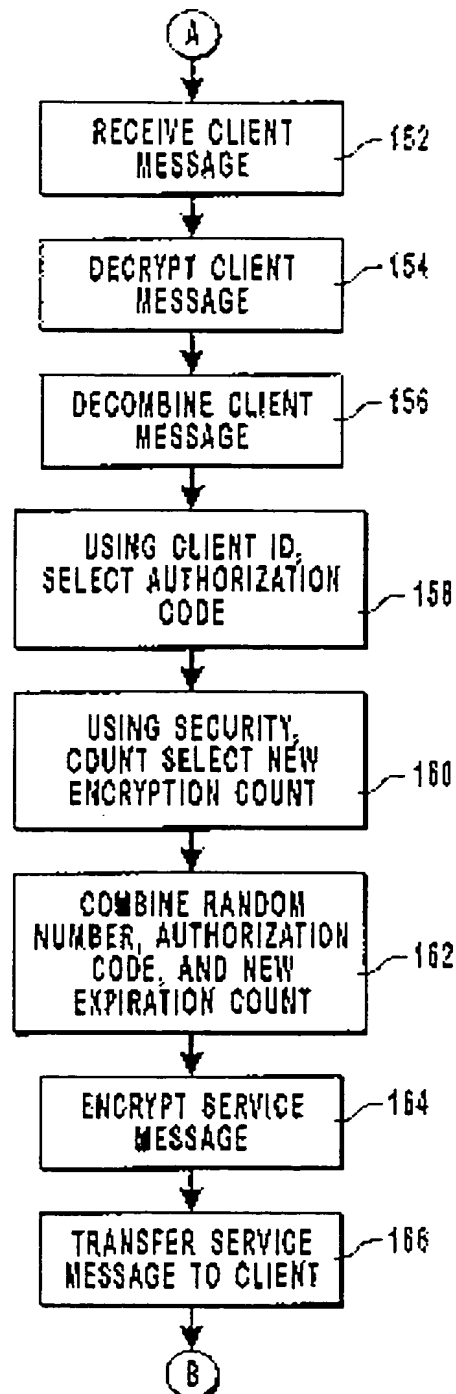 A
RECEIVE CLIENT
MESSAGE
152
DECRYPT CLIENT
MESSAGE
154
DECOMBINE CLIENT
MESSAGE
156
USING CLIENT ID,
SELECT AUTHORIZATION
CODE
158
USING SECURITY,
COUNT SELECT NEW
ENCRYPTION COUNT
160
COMBINE RANDOM
NUMBER, AUTHORIZATION
CODE, AND NEW
EXPIRATION COUNT
162
ENCRYPT SERVICE
MESSAGE
164
TRANSFER SERVICE
MESSAGE TO CLIENT
166
B